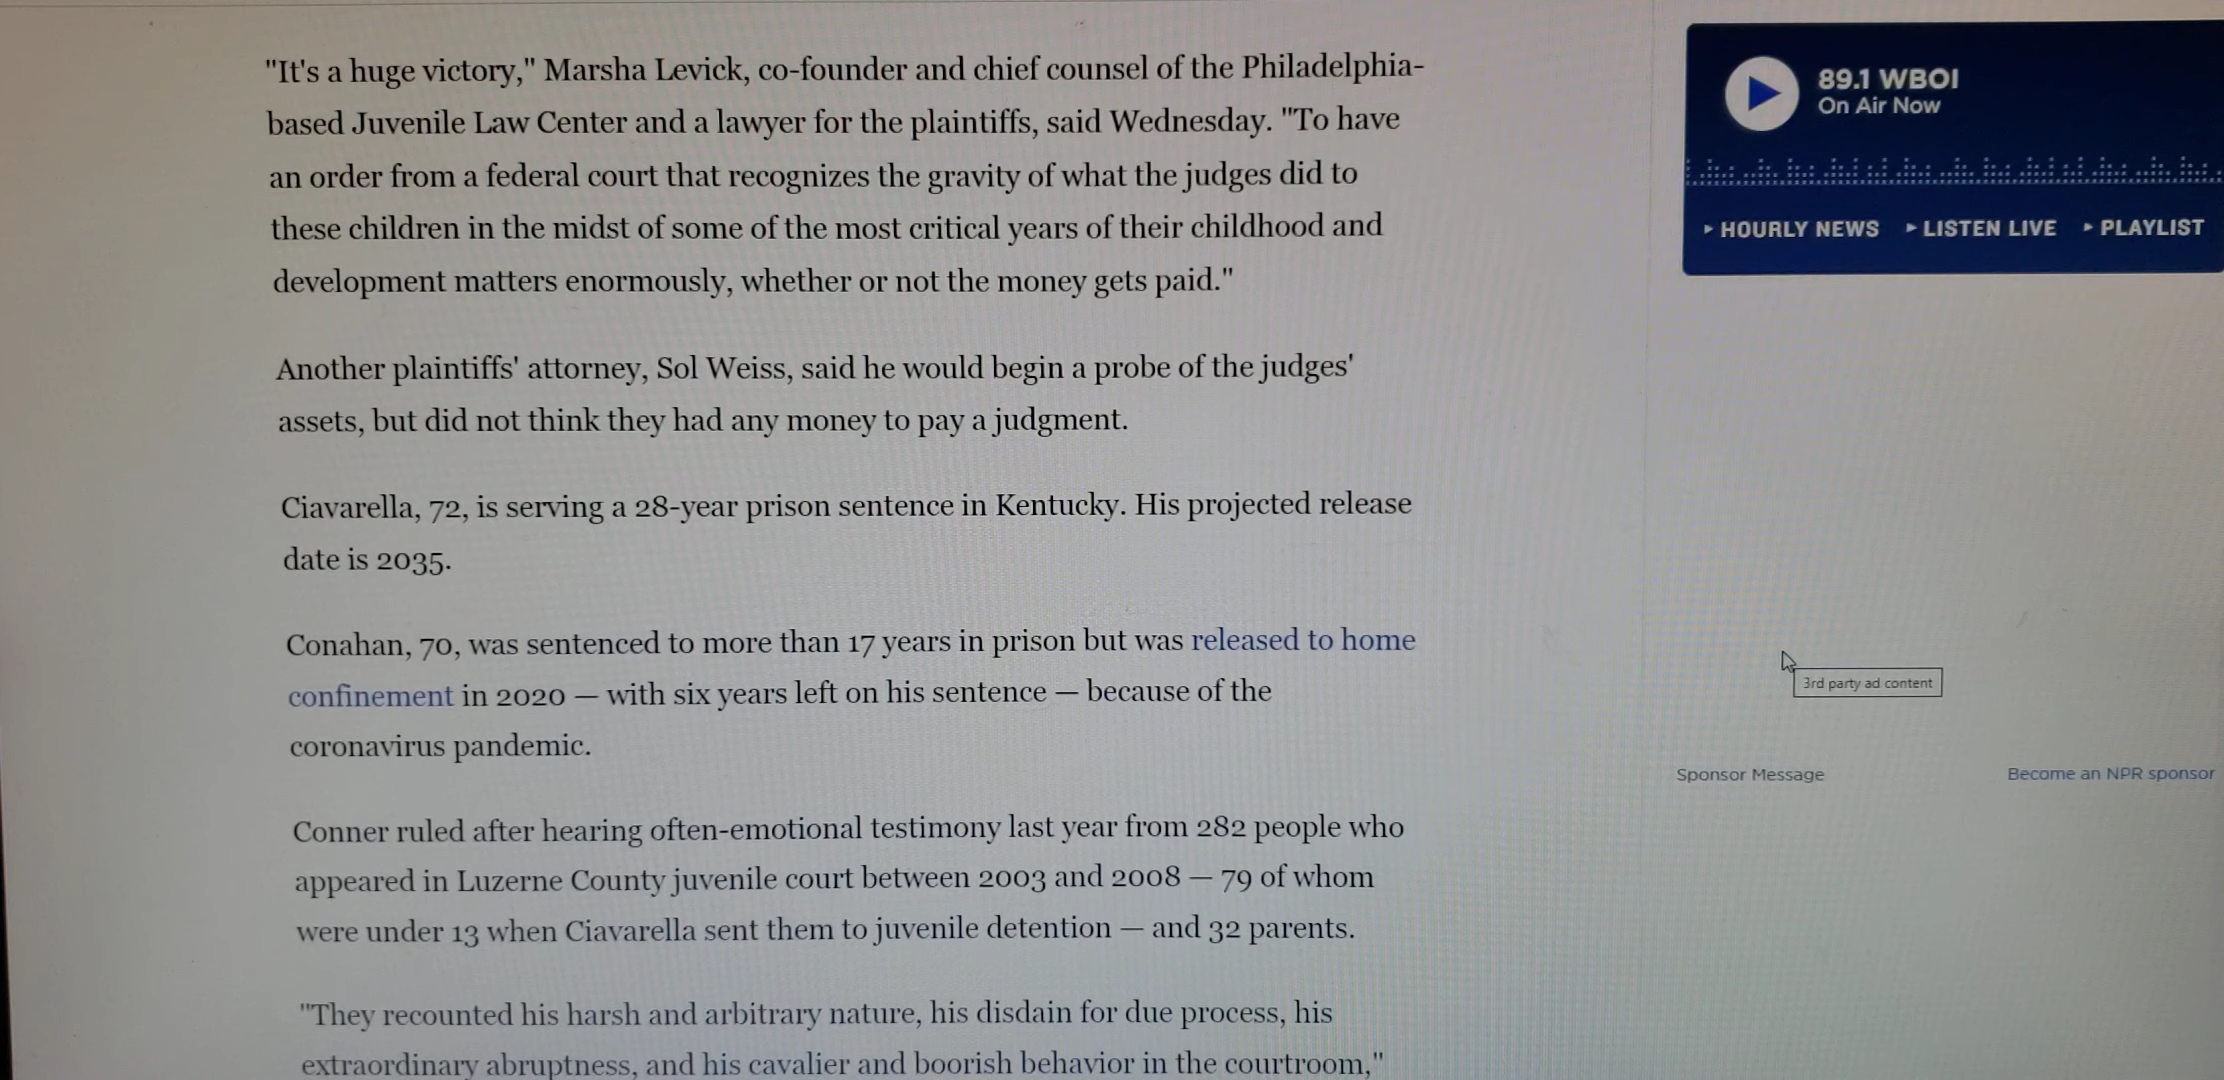 "It's a huge victory," Marsha Levick, co-founder and chief counsel of the Philadelphia-
based Juvenile Law Center and a lawyer for the plaintiffs, said Wednesday. "To have
an order from a federal court that recognizes the gravity of what the judges did to
these children in the midst of some of the most critical years of their childhood and
development matters enormously, whether or not the money gets paid."
Another plaintiffs' attorney, Sol Weiss, said he would begin a probe of the judges'
assets, but did not think they had any money to pay a judgment.
Ciavarella, 72, is serving a 28-year prison sentence in Kentucky. His projected release
date is 2035.
Conahan, 70, was sentenced to more than 17 years in prison but was released to home
confinement in 2020 — with six years left on his sentence — because of the
coronavirus pandemic.
Conner ruled after hearing often-emotional testimony last year from 282 people who
appeared in Luzerne County juvenile court between 2003 and 2008 — 79 of whom
were under 13 when Ciavarella sent them to juvenile detention — and 32 parents.
"They recounted his harsh and arbitrary nature, his disdain for due process, his
extraordinary abruptness, and his cavalier and boorish behavior in the courtroom,"
89.1 WBOI
On Air Now
HOURLY NEWS LISTEN LIVE PLAYLIST
3rd party ad content
Sponsor Message Become an NPR sponsor